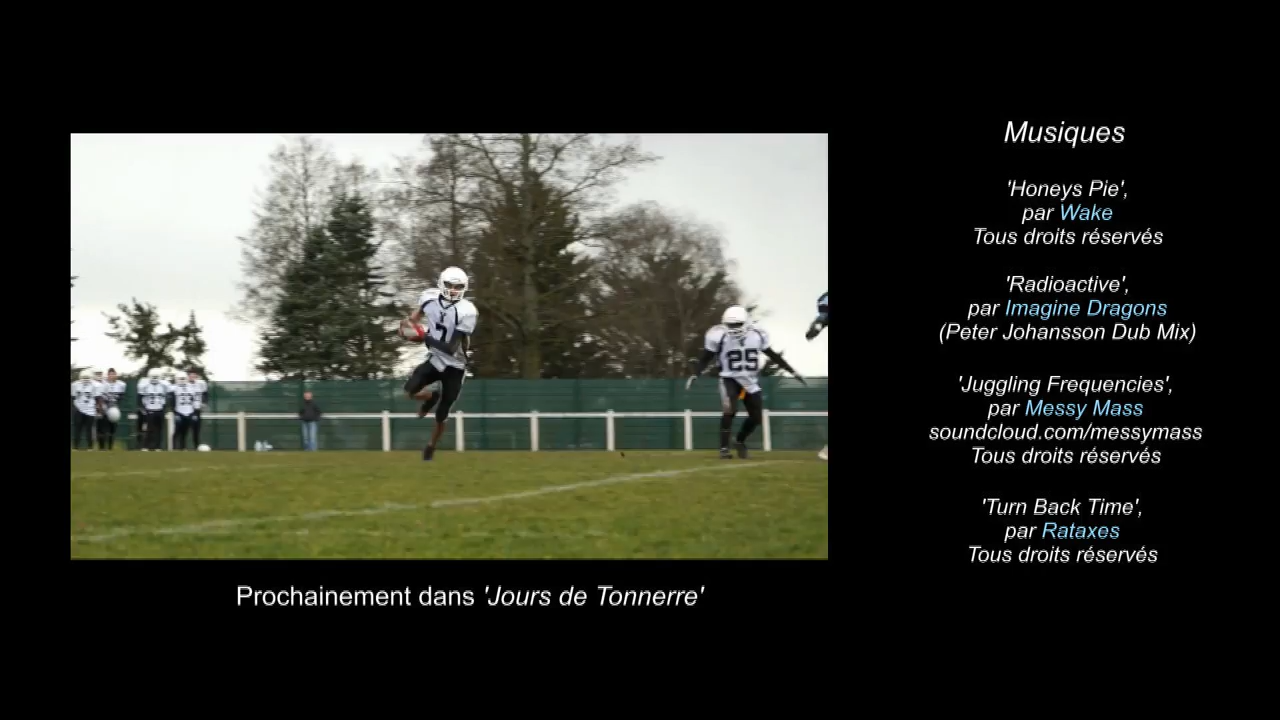 Musiques
'Honeys Pie',
par Wake
Tous droits réservés
'Radioactive',
par Imagine Dragons
(Peter Johansson Dub Mix)
'Juggling Frequencies',
par Messy Mass
soundcloud.com/messymass
Tous droits réservés
'Turn Back Time',
par Rataxes
Tous droits réservés
7
25
Prochainement dans 'Jours de Tonnerre'